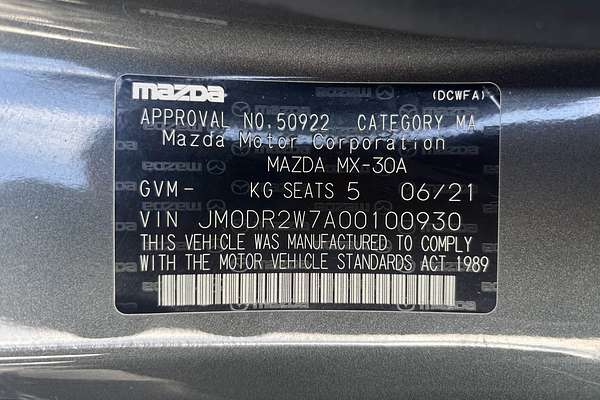 mazda (DCWFA)
APPROVAL NO.50922 CATEGORY MA
Mazda Motor Corporation
MAZDA MX-30A
GVM- KG SEATS 5 06/21
VIN JM0DR2W7A00100930
THIS VEHICLE WAS MANUFACTURED TO COMPLY
WITH THE MOTOR VEHICLE STANDARDS ACT 1989